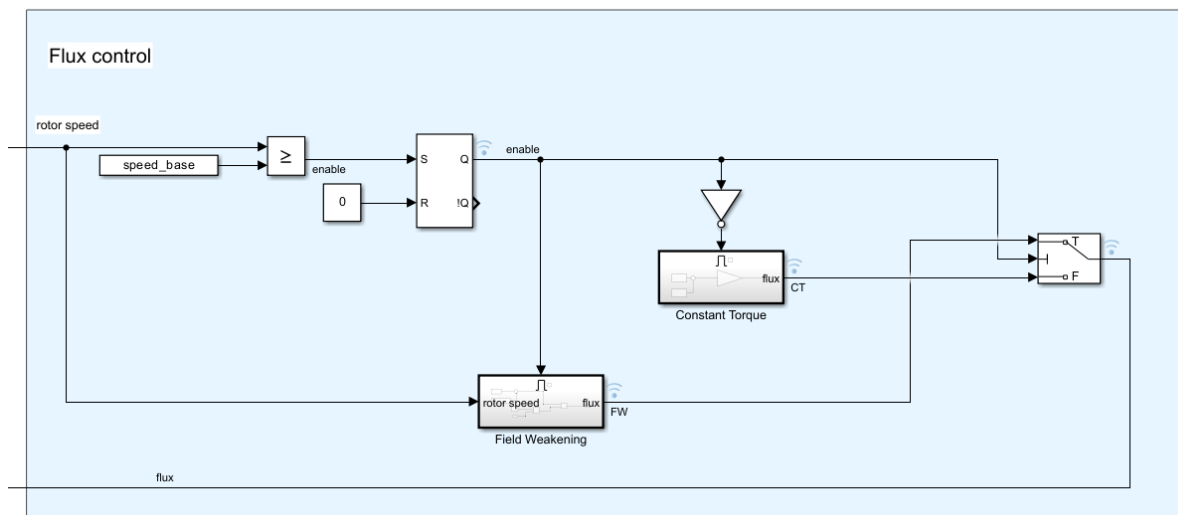 Flux control
rotor speed
speed_base
≥
enable
0
S
Q
R
!Q
enable
flux
CT
Constant Torque
T
F
rotor speed
flux
FW
Field Weakening
flux